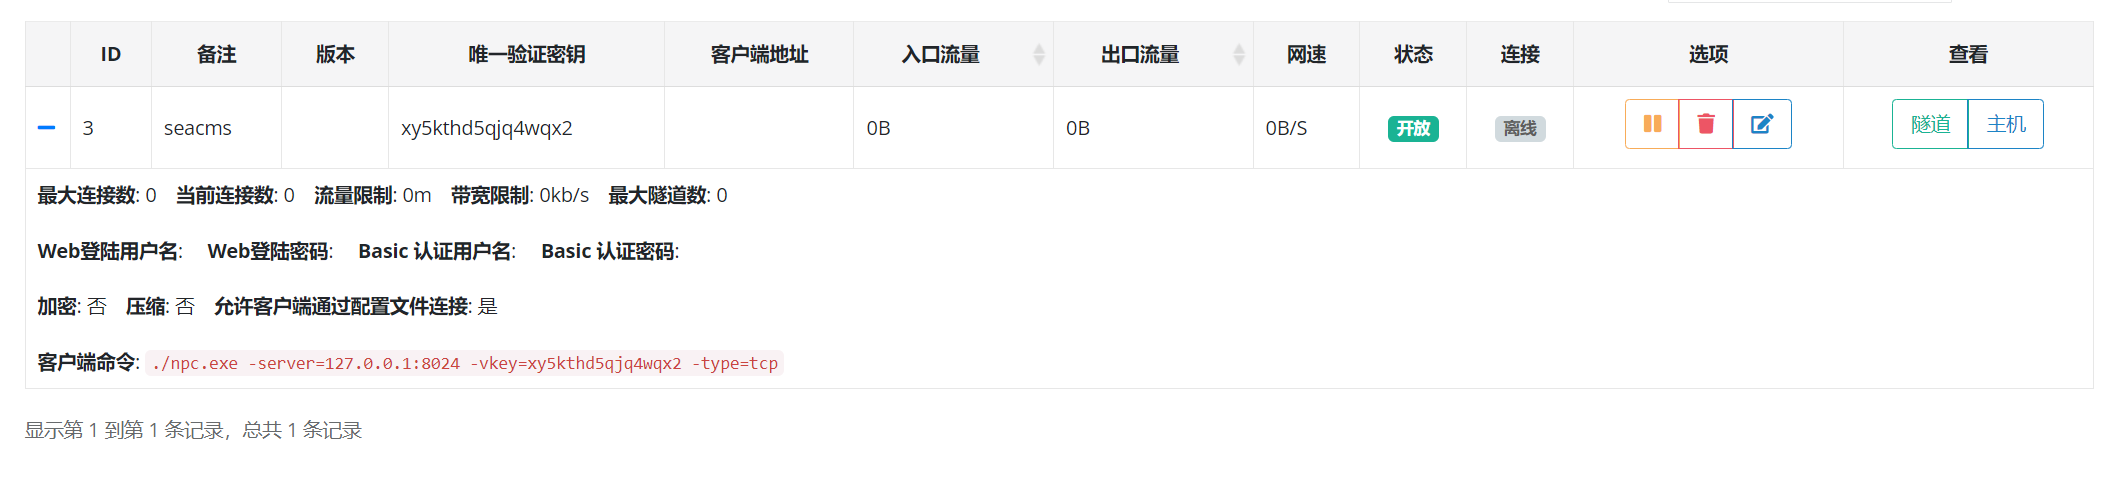 ID 备注 版本 唯一验证密钥 客户端地址 入口流量 出口流量 网速 状态 连接 选项 查看
3 seacms xy5kthd5qjq4wqx2 0B 0B 0B/S 开放 离线 隧道 主机
最大连接数: 0 当前连接数: 0 流量限制: 0m 带宽限制: 0kb/s 最大隧道数: 0
Web登陆用户名: Web登陆密码: Basic 认证用户名: Basic 认证密码:
加密: 否 压缩: 否 允许客户端通过配置文件连接: 是
客户端命令: ./npc.exe -server=127.0.0.1:8024 -vkey=xy5kthd5qjq4wqx2 -type=tcp
显示第 1 到第 1 条记录，总共 1 条记录